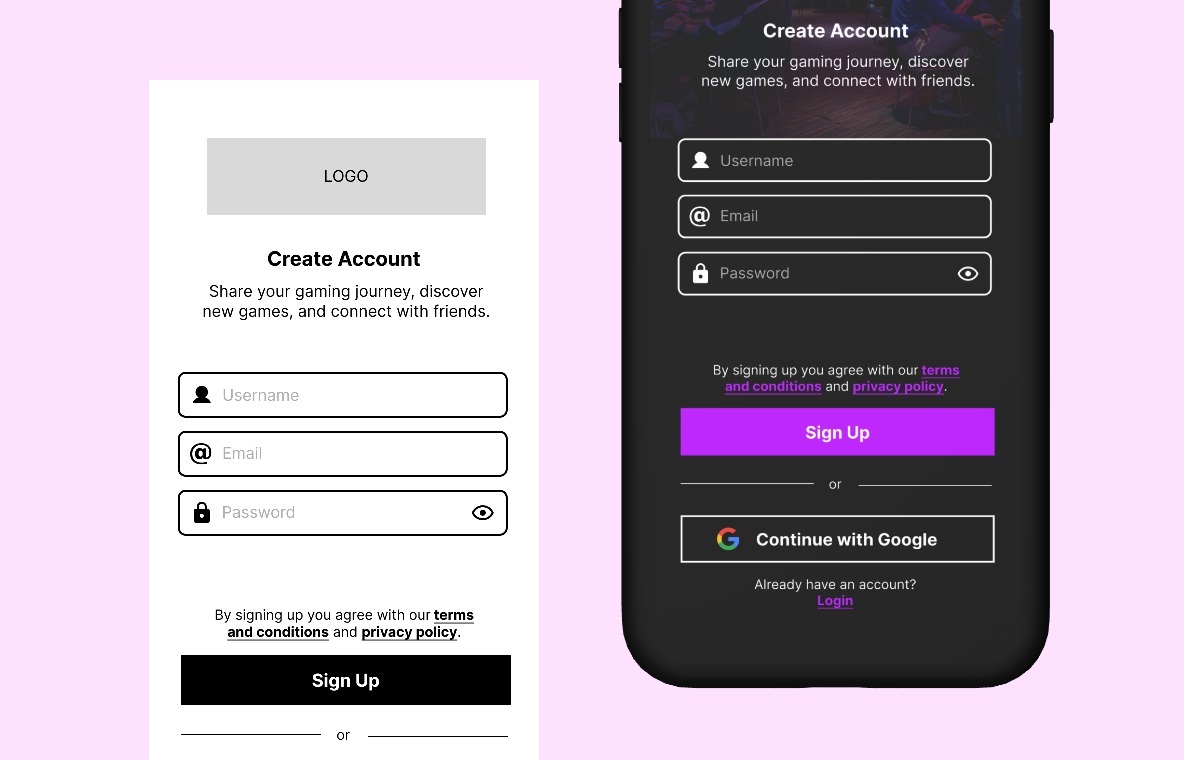 LOGO
Create Account
Share your gaming journey, discover
new games, and connect with friends.
Username
@ Email
Password
By signing up you agree with our terms
and conditions and privacy policy.
Sign Up
or
Create Account
Share your gaming journey, discover
new games, and connect with friends.
Username
@ Email
Password
By signing up you agree with our terms
and conditions and privacy policy.
Sign Up
or
Continue with Google
Already have an account?
Login